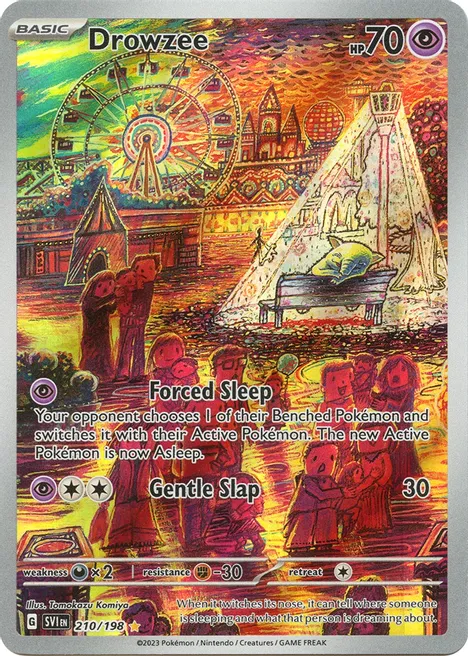 BASIC
Drowzee
HP70
Forced Sleep
Your opponent chooses 1 of their Benched Pokémon and
switches it with their Active Pokémon. The new Active
Pokémon is now Asleep.
Gentle Slap 30
weakness ×2 resistance -30 retreat
Illus. Tomokazu Komiya
When it twitches its nose, it can tell where someone
is sleeping and what that person is dreaming about.
G SVI EN 210/198
©2023 Pokémon / Nintendo / Creatures / GAME FREAK